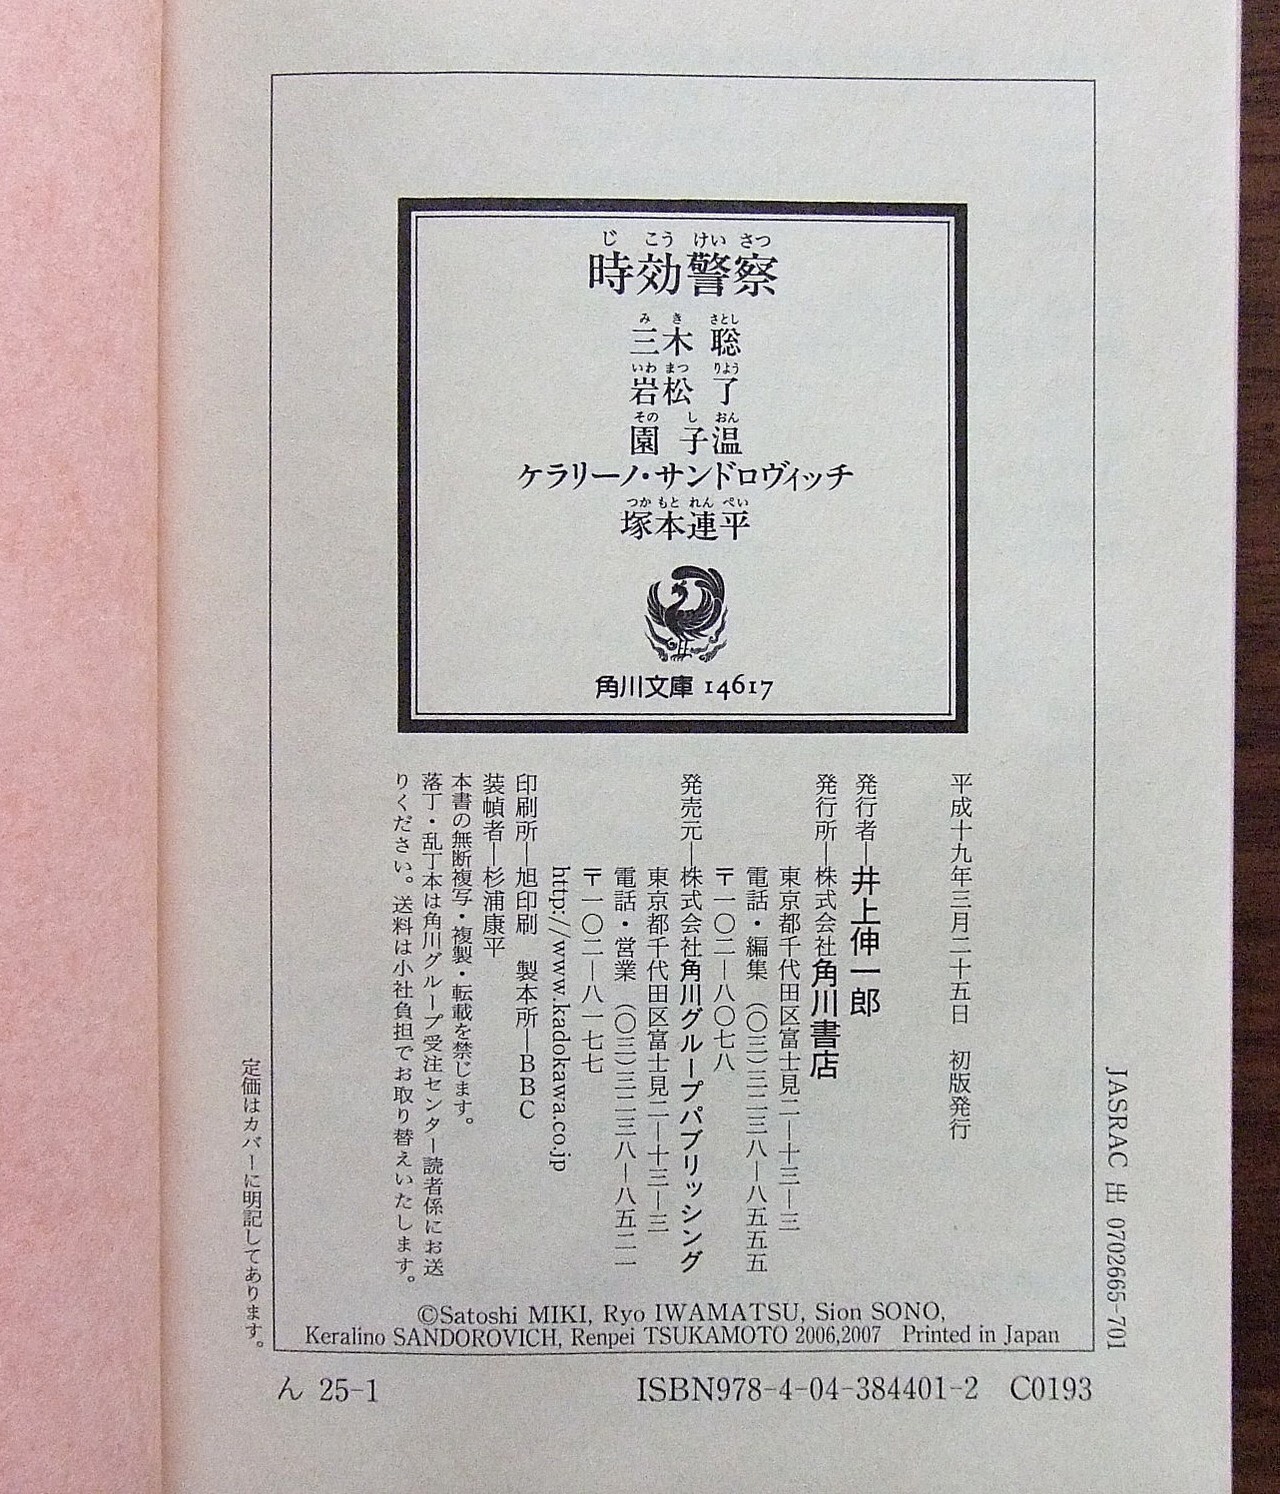 じこうけいさつ
時効警察
みき さとし
三木 聡
いわまつ りよう
岩松 了
その しおん
園 子温
ケラリーノ・サンドロヴィッチ
つかもとれんぺい
塚本連平
角川文庫 14617
平成十九年三月二十五日 初版発行
発行者―井上伸一郎
発行所―株式会社角川書店
東京都千代田区富士見二―十三―三
電話・編集 (〇三)三二三八―八五五五
〒一〇二―八〇七八
発売元―株式会社角川グループパブリッシング
東京都千代田区富士見二―十三―三
電話・営業 (〇三)三二三八―八五二一
〒一〇二―八一七七
http://www.kadokawa.co.jp
印刷所―旭印刷 製本所―BBC
装幀者―杉浦康平
本書の無断複写・複製・転載を禁じます。
落丁・乱丁本は角川グループ受注センター読者係にお送
りください。送料は小社負担でお取り替えいたします。
定価はカバーに明記してあります。
JASRAC 出 0702665-701
©Satoshi MIKI, Ryo IWAMATSU, Sion SONO,
Keralino SANDOROVICH, Renpei TSUKAMOTO 2006,2007 Printed in Japan
ん 25-1
ISBN978-4-04-384401-2 C0193